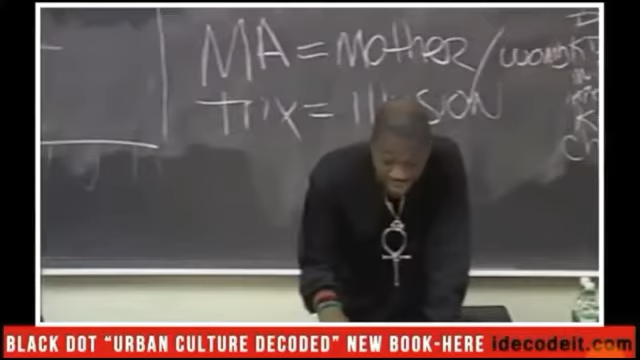 MA = Mother / womb
Trix = Illusion
BLACK DOT "URBAN CULTURE DECODED" NEW BOOK-HERE idecodeit.com